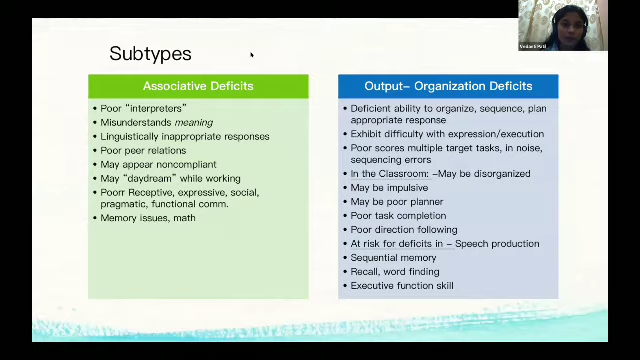 Vedanti Patil
Subtypes
Associative Deficits
• Poor "interpreters"
• Misunderstands meaning
• Linguistically inappropriate responses
• Poor peer relations
• May appear noncompliant
• May "daydream" while working
• Poorr Receptive, expressive, social,
pragmatic, functional comm.
• Memory issues, math
Output– Organization Deficits
• Deficient ability to organize, sequence, plan
appropriate response
• Exhibit difficulty with expression/execution
• Poor scores multiple target tasks, in noise,
sequencing errors
• In the Classroom: –May be disorganized
• May be impulsive
• May be poor planner
• Poor task completion
• Poor direction following
• At risk for deficits in – Speech production
• Sequential memory
• Recall, word finding
• Executive function skill